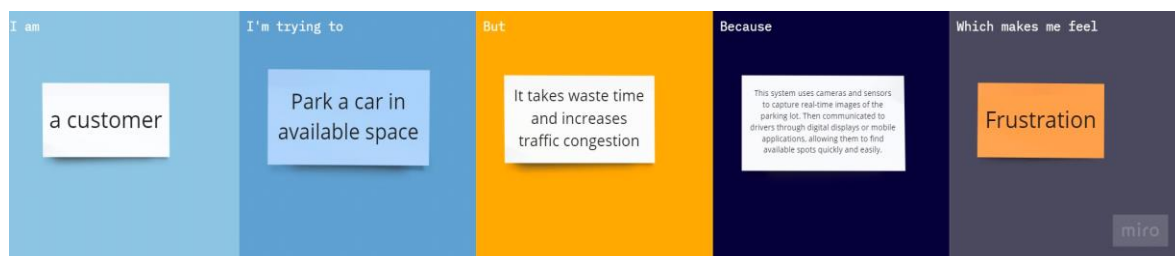 I am
a customer
I'm trying to
Park a car in
available space
But
It takes waste time
and increases
traffic congestion
Because
This system uses cameras and sensors
to capture real-time images of the
parking lot. Then communicated to
drivers through digital displays or mobile
applications, allowing them to find
available spots quickly and easily.
Which makes me feel
Frustration
miro